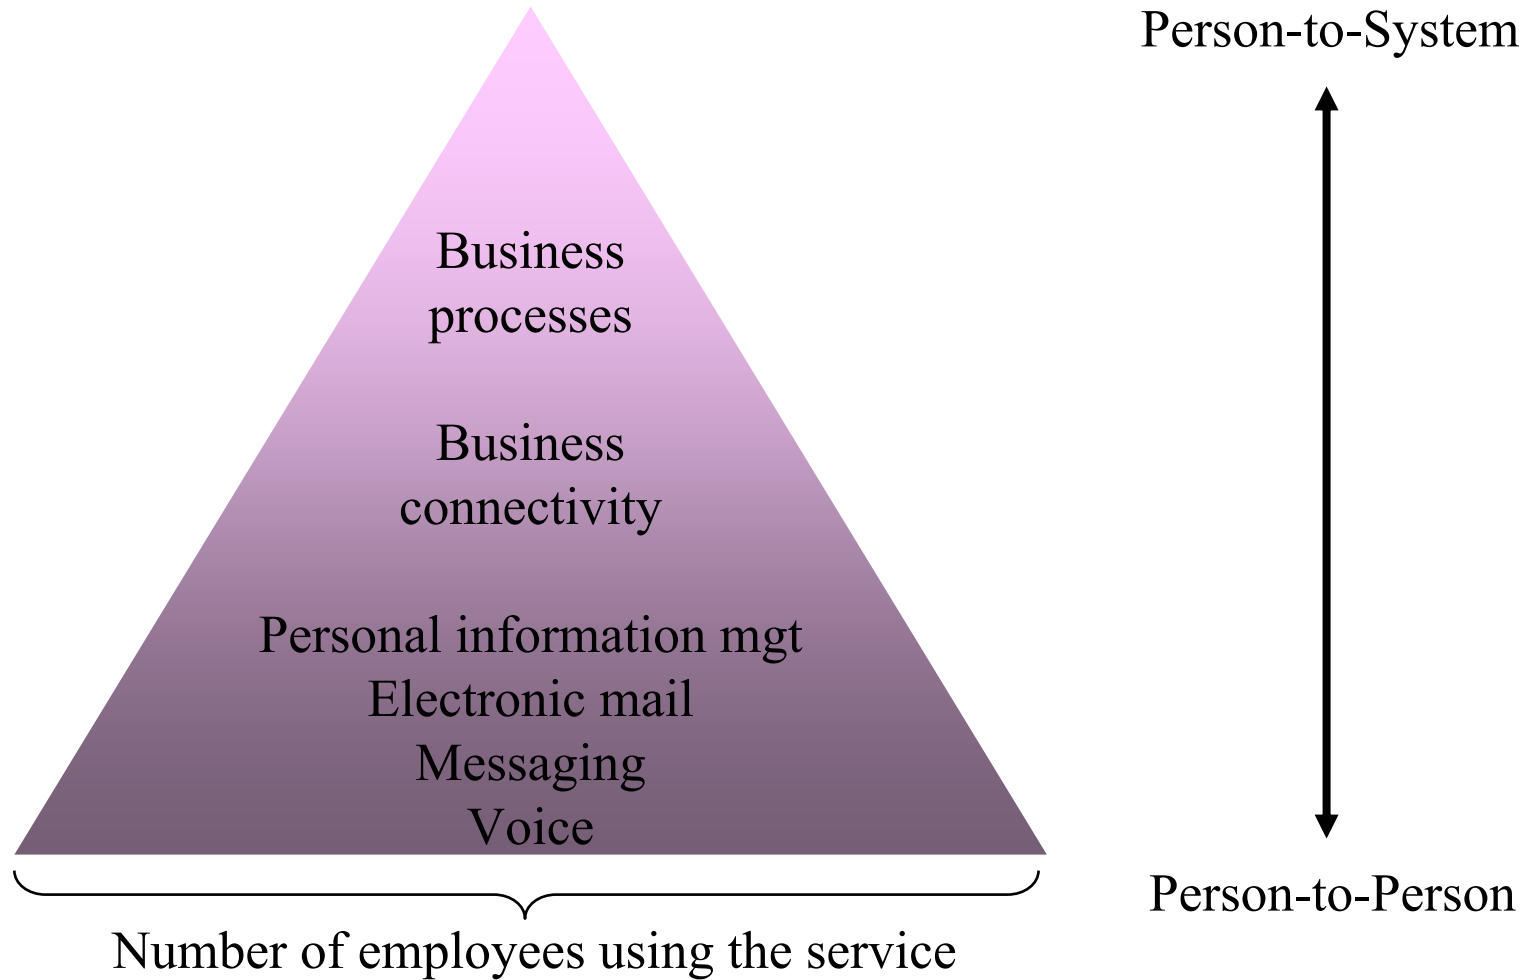 Person-to-System
Business
processes
Business
connectivity
Personal information mgt
Electronic mail
Messaging
Voice
Person-to-Person
Number of employees using the service